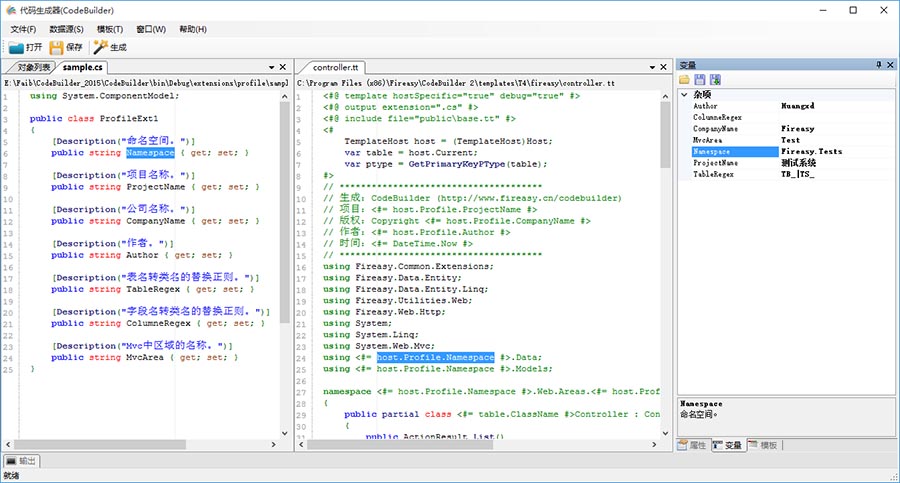 代码生成器(CodeBuilder)
文件(F) 数据源(S) 模板(T) 窗口(W) 帮助(H)
打开 保存 生成
对象列表 sample.cs
E:\Faib\CodeBuilder_2015\CodeBuilder\bin\Debug\extensions\profile\sampl
1 using System.ComponentModel;
2
3 public class ProfileExt1
4 {
5 [Description("命名空间。")]
6 public string Namespace { get; set; }
7
8 [Description("项目名称。")]
9 public string ProjectName { get; set; }
10
11 [Description("公司名称。")]
12 public string CompanyName { get; set; }
13
14 [Description("作者。")]
15 public string Author { get; set; }
16
17 [Description("表名转类名的替换正则。")]
18 public string TableRegex { get; set; }
19
20 [Description("字段名转类名的替换正则。")]
21 public string ColumneRegex { get; set; }
22
23 [Description("Mvc中区域的名称。")]
24 public string MvcArea { get; set; }
25 }
controller.tt
C:\Program Files (x86)\Fireasy\CodeBuilder 2\templates\T4\fireasy\controller.tt
1 <#@ template hostSpecific="true" debug="true" #>
2 <#@ output extension=".cs" #>
3 <#@ include file="public\base.tt" #>
4 <#
5 TemplateHost host = (TemplateHost)Host;
6 var table = host.Current;
7 var ptype = GetPrimaryKeyPType(table);
8 #>
9 // **************************************
10 // 生成：CodeBuilder (http://www.fireasy.cn/codebuilder)
11 // 项目：<#= host.Profile.ProjectName #>
12 // 版权：Copyright <#= host.Profile.CompanyName #>
13 // 作者：<#= host.Profile.Author #>
14 // 时间：<#= DateTime.Now #>
15 // **************************************
16 using Fireasy.Common.Extensions;
17 using Fireasy.Data.Entity;
18 using Fireasy.Data.Entity.Linq;
19 using Fireasy.Utilities.Web;
20 using Fireasy.Web.Http;
21 using System;
22 using System.Linq;
23 using System.Web.Mvc;
24 using <#= host.Profile.Namespace #>.Data;
25 using <#= host.Profile.Namespace #>.Models;
26
27 namespace <#= host.Profile.Namespace #>.Web.Areas.<#= host.Prof
28 {
29 public partial class <#= table.ClassName #>Controller : Con
30 {
31 public ActionResult List()
变量
杂项
Author Huangxd
ColumneRegex
CompanyName Fireasy
MvcArea Test
Namespace Fireasy.Tests
ProjectName 测试系统
TableRegex TB_|TS_
Namespace
命名空间。
属性 变量 模板
输出
就绪